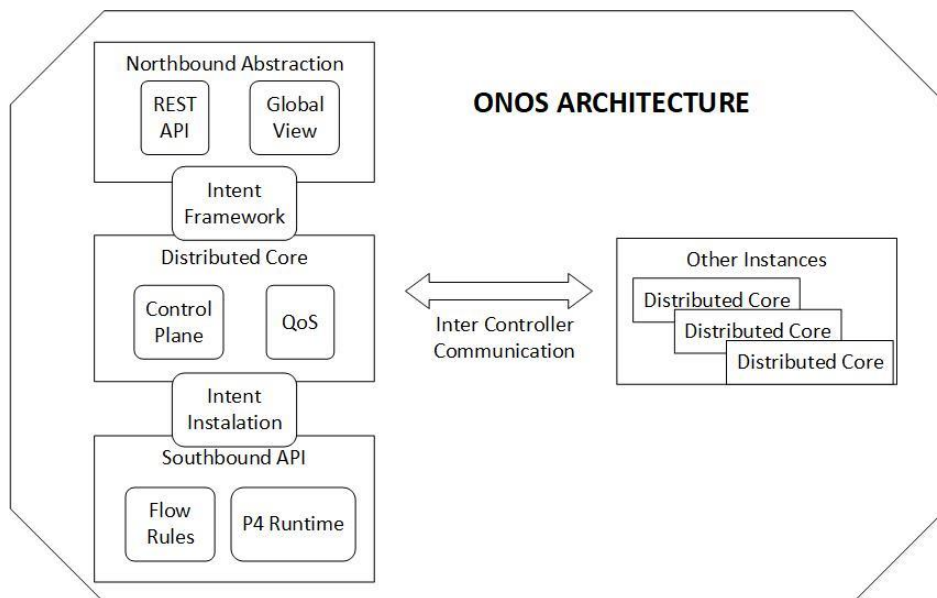 ONOS ARCHITECTURE
Northbound Abstraction
REST
API
Global
View
Intent
Framework
Distributed Core
Control
Plane
QoS
Intent
Instalation
Southbound API
Flow
Rules
P4 Runtime
Inter Controller
Communication
Other Instances
Distributed Core
Distributed Core
Distributed Core